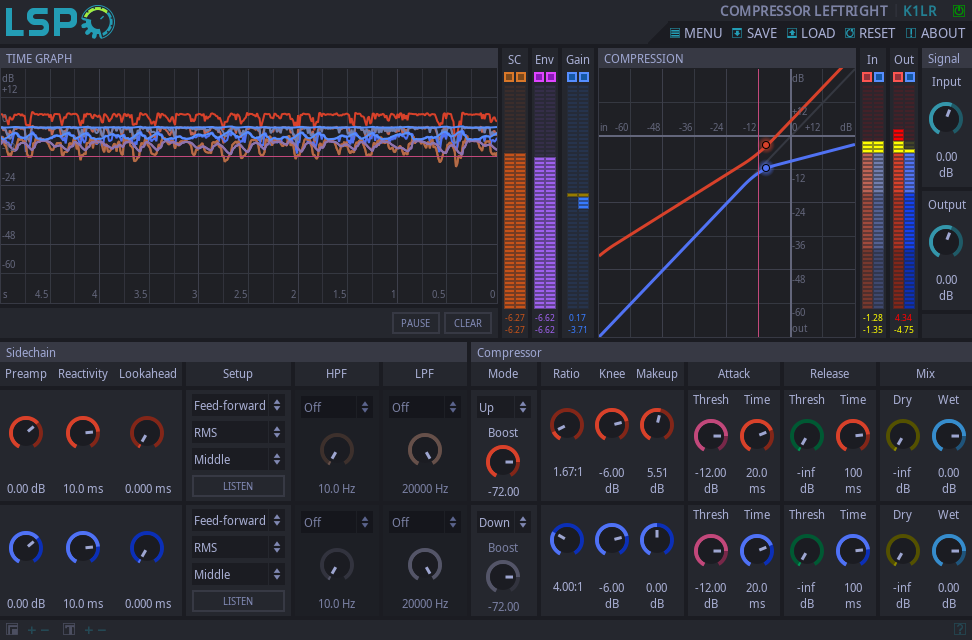 LSP
COMPRESSOR LEFTRIGHT K1LR
MENU SAVE LOAD RESET ABOUT
TIME GRAPH
dB
+12
-24
-36
-48
-60
s 4.5 4 3.5 3 2.5 2 1.5 1 0.5 0
PAUSE CLEAR
SC Env Gain
-6.27 -6.62 0.17
-6.27 -6.62 -3.71
COMPRESSION
dB
+12
in -60 -48 -36 -24 -12 0 +12 dB
-12
-24
-36
-48
-60
out
In Out
-1.28 4.34
-1.35 -4.75
Signal
Input
0.00
dB
Output
0.00
dB
Sidechain
Preamp Reactivity Lookahead Setup HPF LPF
Feed-forward Off Off
RMS
Middle
LISTEN
0.00 dB 10.0 ms 0.000 ms 10.0 Hz 20000 Hz
Feed-forward Off Off
RMS
Middle
LISTEN
0.00 dB 10.0 ms 0.000 ms 10.0 Hz 20000 Hz
Compressor
Mode Ratio Knee Makeup Attack Release Mix
Up Thresh Time Thresh Time Dry Wet
Boost
-72.00
1.67:1 -6.00 dB 5.51 dB -12.00 dB 20.0 ms -inf dB 100 ms -inf dB 0.00 dB
Down Thresh Time Thresh Time Dry Wet
Boost
-72.00
4.00:1 -6.00 dB 0.00 dB -12.00 dB 20.0 ms -inf dB 100 ms -inf dB 0.00 dB